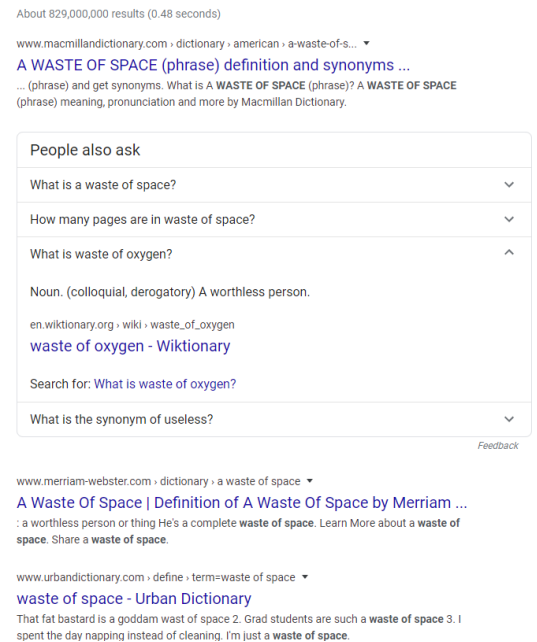 About 829,000,000 results (0.48 seconds)
www.macmillandictionary.com › dictionary › american › a-waste-of-s...
A WASTE OF SPACE (phrase) definition and synonyms ...
... (phrase) and get synonyms. What is A WASTE OF SPACE (phrase)? A WASTE OF SPACE
(phrase) meaning, pronunciation and more by Macmillan Dictionary.
People also ask
What is a waste of space?
How many pages are in waste of space?
What is waste of oxygen?
Noun. (colloquial, derogatory) A worthless person.
en.wiktionary.org › wiki › waste_of_oxygen
waste of oxygen - Wiktionary
Search for: What is waste of oxygen?
What is the synonym of useless?
Feedback
www.merriam-webster.com › dictionary › a waste of space
A Waste Of Space | Definition of A Waste Of Space by Merriam ...
: a worthless person or thing He's a complete waste of space. Learn More about a waste of
space. Share a waste of space.
www.urbandictionary.com › define › term=waste of space
waste of space - Urban Dictionary
That fat bastard is a goddam wast of space 2. Grad students are such a waste of space 3. I
spent the day napping instead of cleaning. I'm just a waste of space.